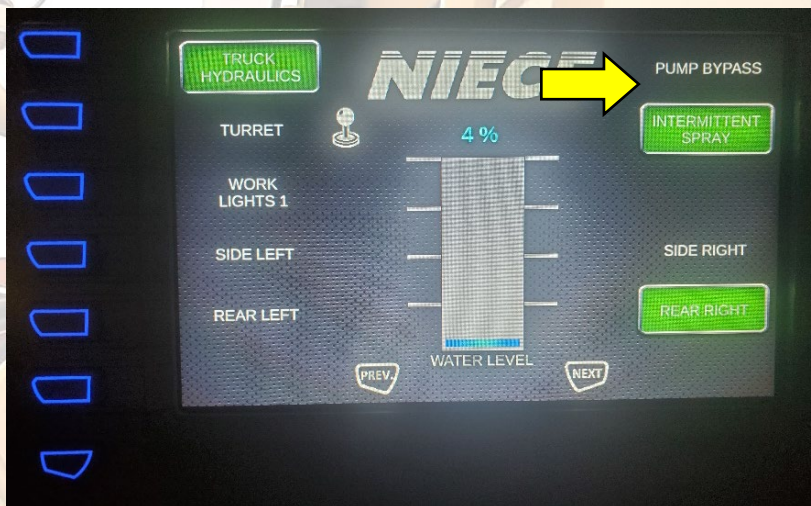 TRUCK
HYDRAULICS
NIECE
PUMP BYPASS
TURRET
4 %
INTERMITTENT
SPRAY
WORK
LIGHTS 1
SIDE LEFT
SIDE RIGHT
REAR LEFT
REAR RIGHT
WATER LEVEL
PREV.
NEXT